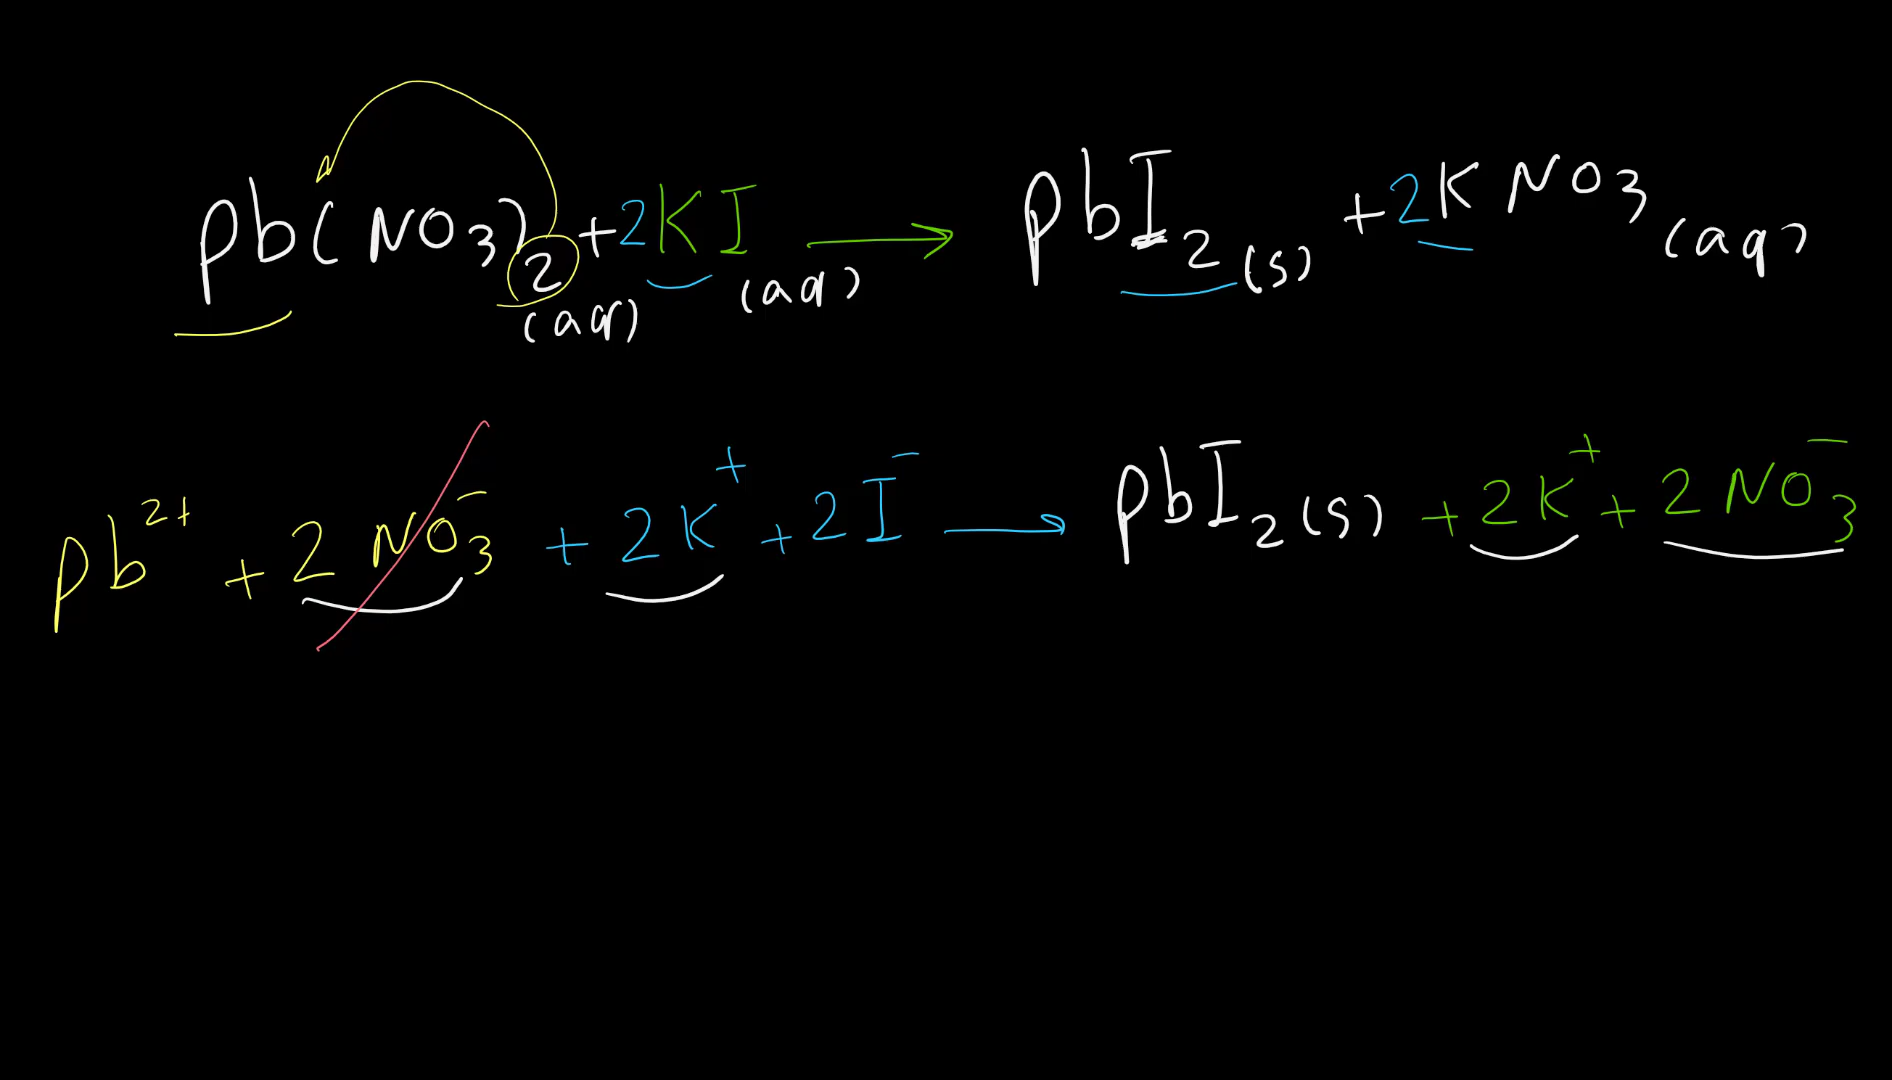 Pb(NO₃)₂(aq) + 2KI(aq) → PbI₂(s) + 2KNO₃(aq)
Pb²⁺ + 2NO₃⁻ + 2K⁺ + 2I⁻ → PbI₂(s) + 2K⁺ + 2NO₃⁻